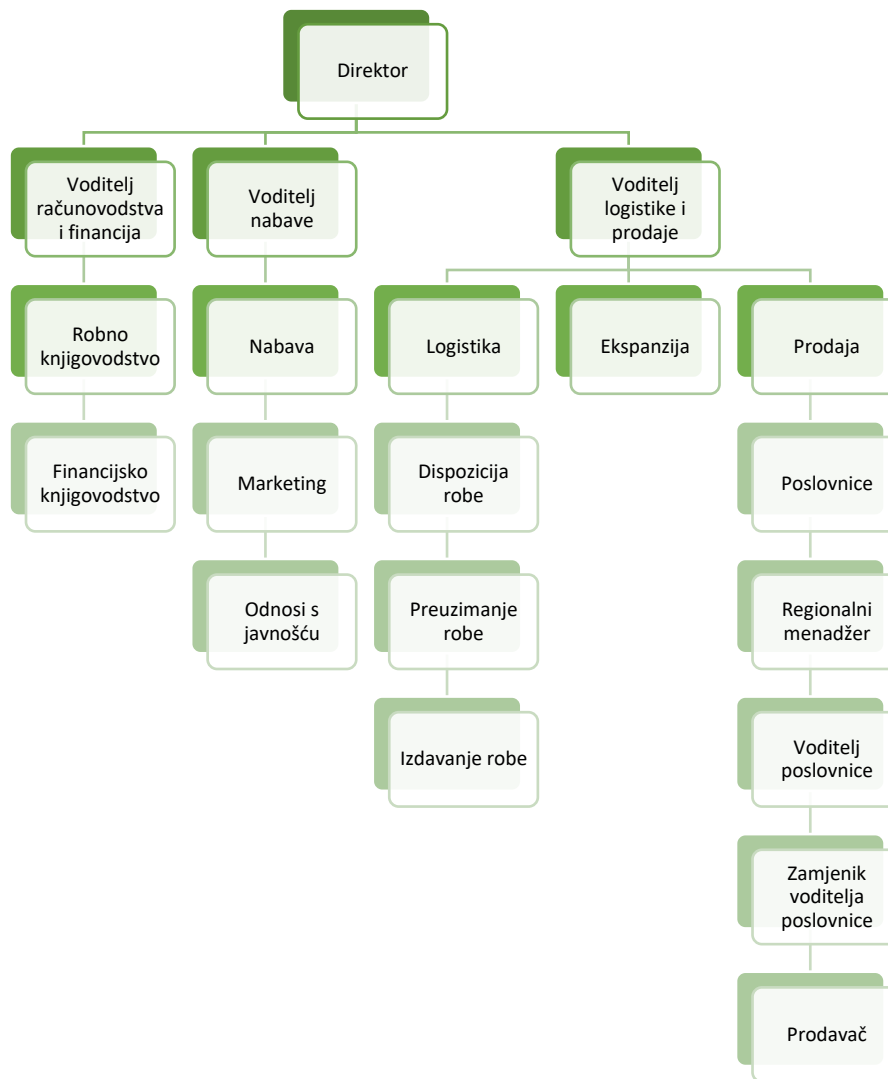 Direktor
Voditelj
računovodstva
i financija
Voditelj
nabave
Voditelj
logistike i
prodaje
Robno
knjigovodstvo
Nabava
Logistika
Ekspanzija
Prodaja
Financijsko
knjigovodstvo
Marketing
Dispozicija
robe
Poslovnice
Odnosi s
javnošću
Preuzimanje
robe
Regionalni
menadžer
Izdavanje robe
Voditelj
poslovnice
Zamjenik
voditelja
poslovnice
Prodavač